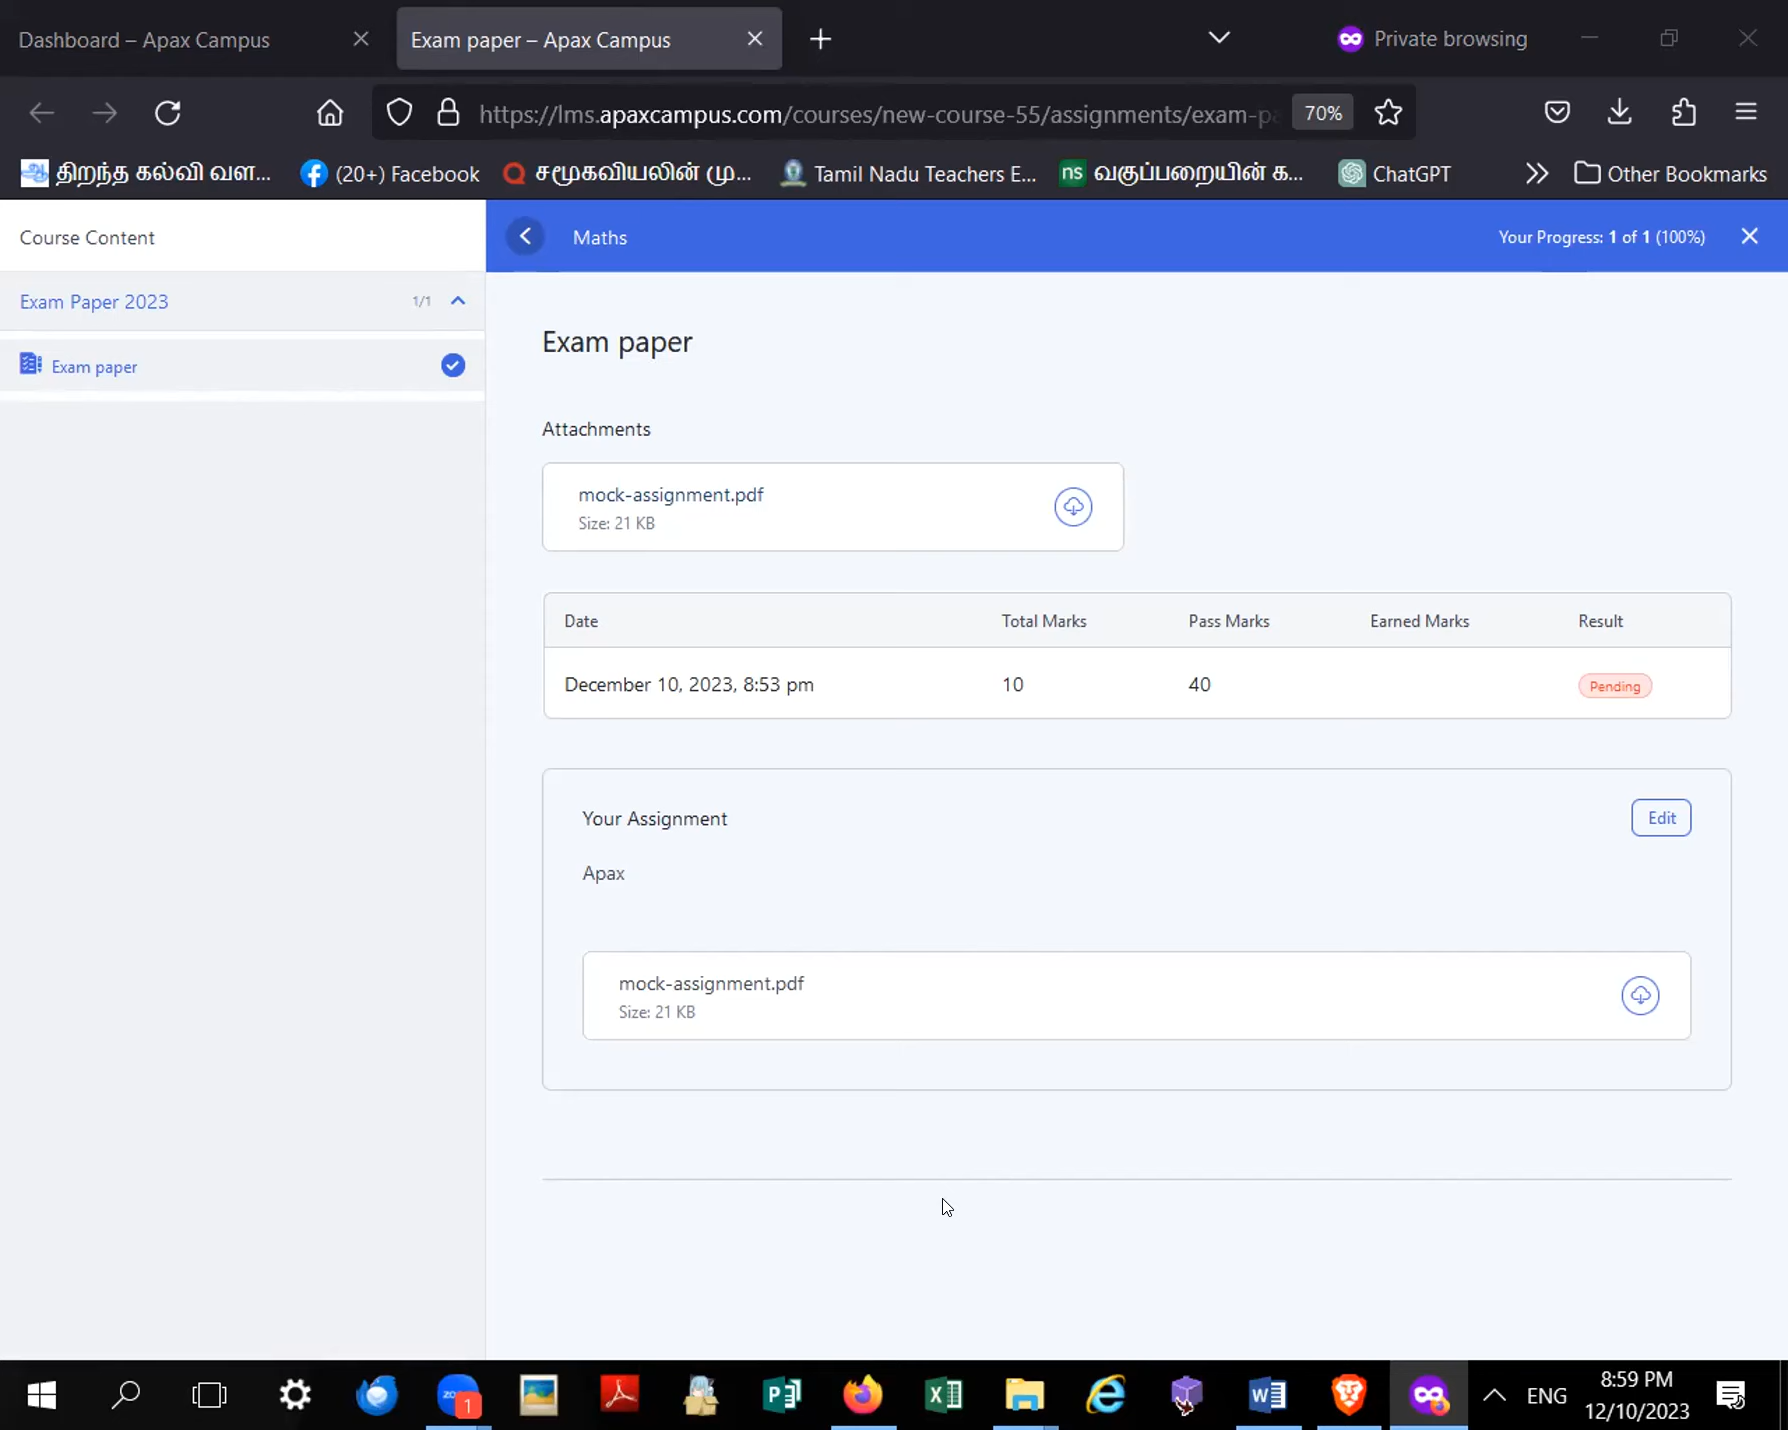 Dashboard – Apax Campus
Exam paper – Apax Campus
Private browsing
https://lms.apaxcampus.com/courses/new-course-55/assignments/exam-pa
70%
திறந்த கல்வி வள...
(20+) Facebook
சமூகவியலின் மு...
Tamil Nadu Teachers E...
ns வகுப்பறையின் க...
ChatGPT
Other Bookmarks
Course Content
Maths
Your Progress: 1 of 1 (100%)
Exam Paper 2023
1/1
Exam paper
Exam paper
Attachments
mock-assignment.pdf
Size: 21 KB
Date Total Marks Pass Marks Earned Marks Result
December 10, 2023, 8:53 pm 10 40 Pending
Your Assignment
Edit
Apax
mock-assignment.pdf
Size: 21 KB
1
ENG
8:59 PM
12/10/2023